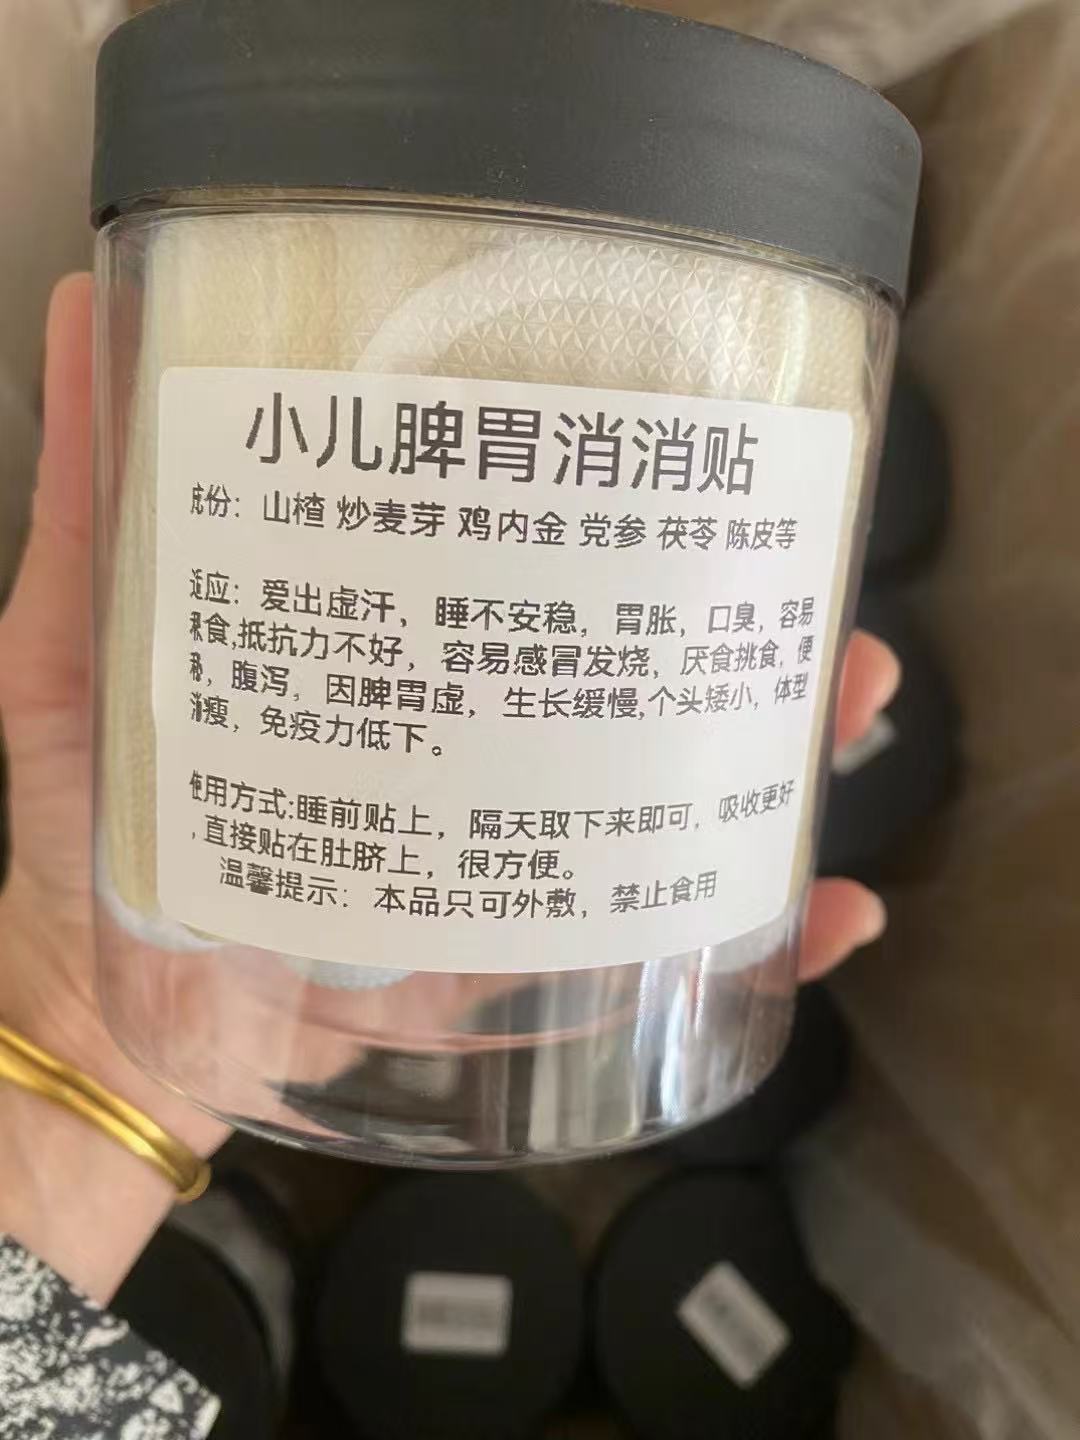 小儿脾胃消消贴
成份：山楂 炒麦芽 鸡内金 党参 茯苓 陈皮等
适应：爱出虚汗，睡不安稳，胃胀，口臭，容易
积食,抵抗力不好，容易感冒发烧，厌食挑食，便
秘，腹泻，因脾胃虚，生长缓慢,个头矮小，体型
消瘦，免疫力低下。
使用方式:睡前贴上，隔天取下来即可，吸收更好
，直接贴在肚脐上，很方便。
温馨提示：本品只可外敷，禁止食用